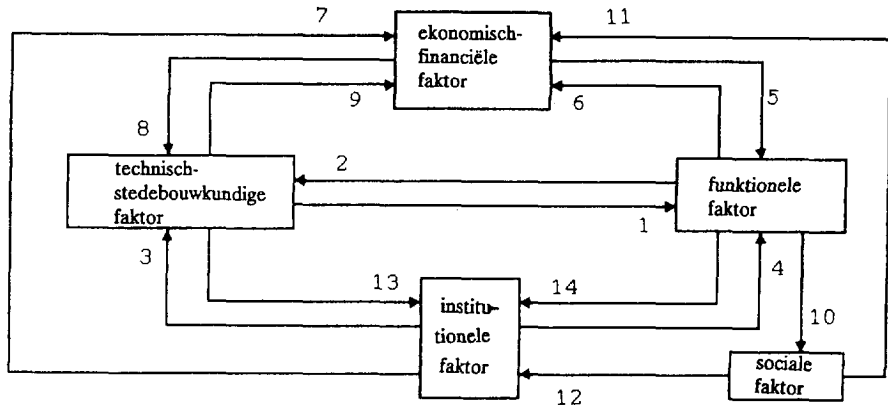 7
11
ekonomisch-
financiële
faktor
9
6
5
8
technisch-
stedebouwkundige
faktor
2
funktionele
faktor
1
3
4
13
14
institu-
tionele
faktor
10
sociale
faktor
12